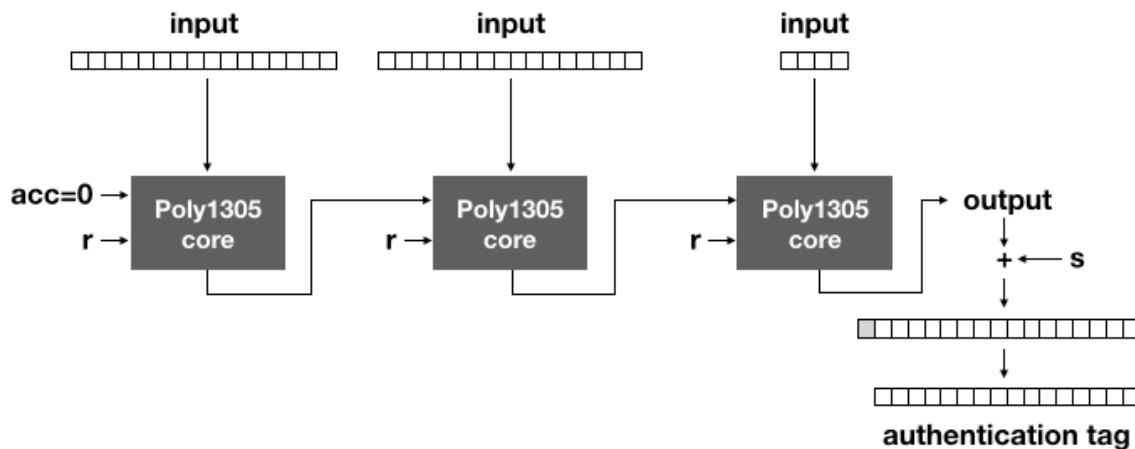 input
input
input
acc=0
r
Poly1305
core
r
Poly1305
core
r
Poly1305
core
output
+
s
authentication tag